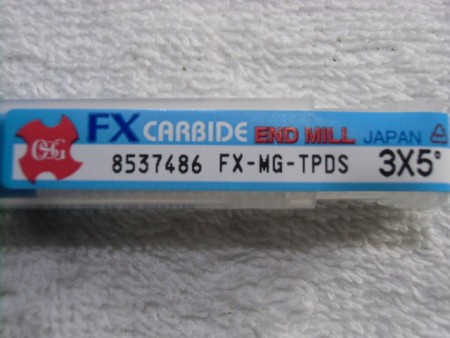 OSG FX CARBIDE END MILL JAPAN
8537486 FX-MG-TPDS 3X5°